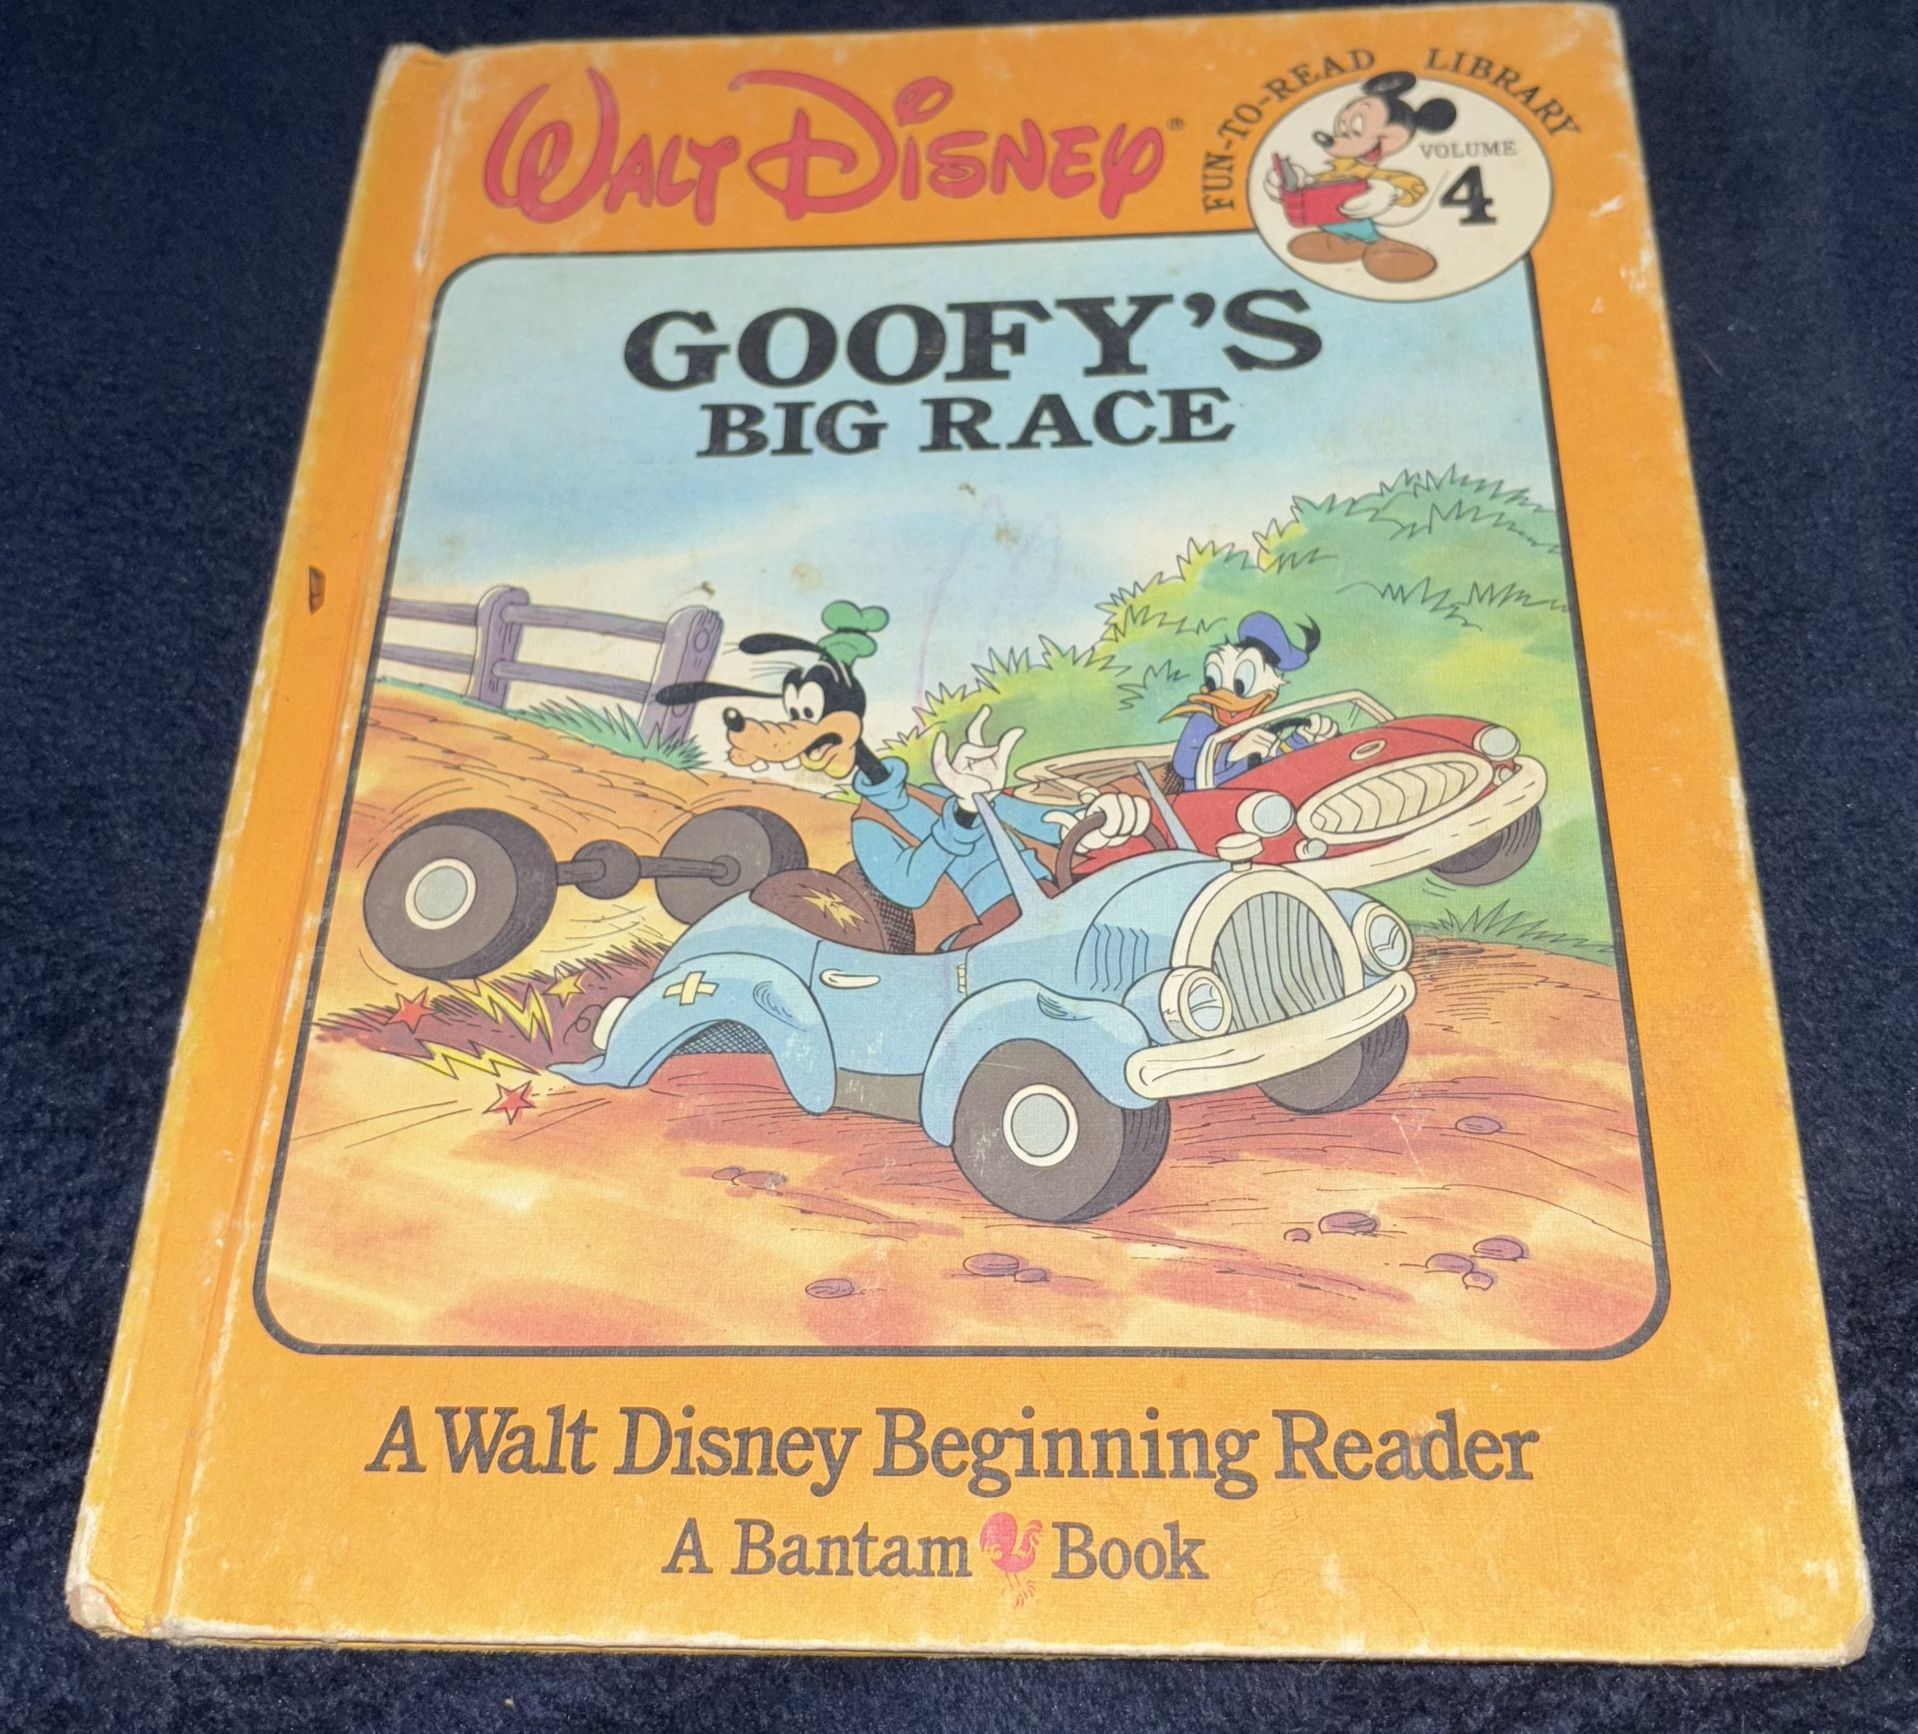 WALT DISNEY®
FUN-TO-READ LIBRARY
VOLUME
4
GOOFY'S
BIG RACE
A Walt Disney Beginning Reader
A Bantam Book